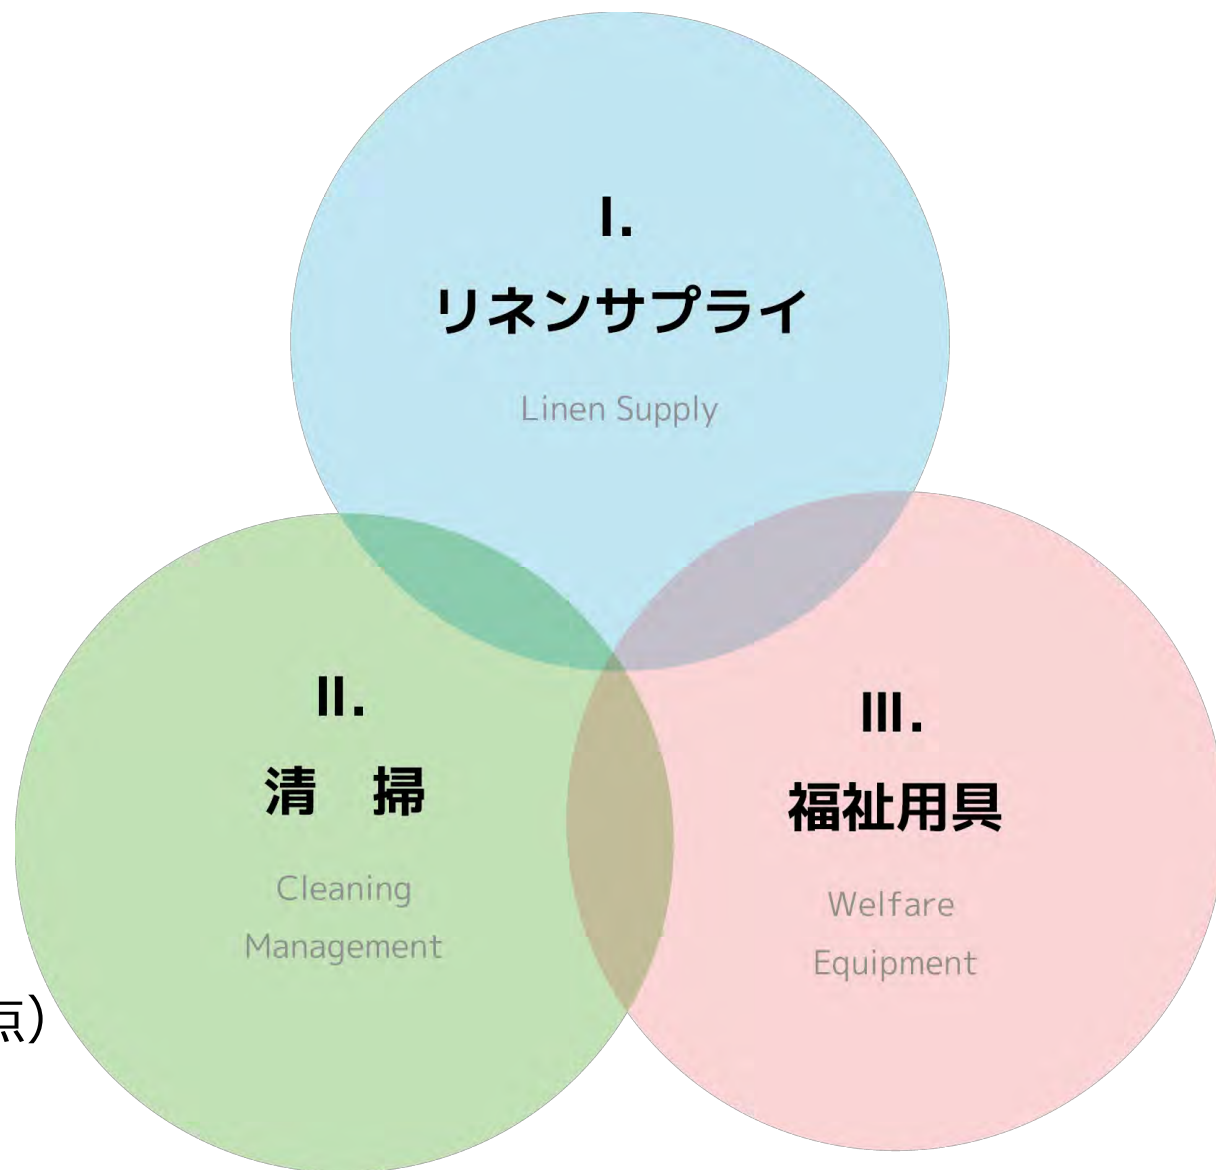 I.
リネンサプライ
Linen Supply
II.
清　掃
Cleaning
Management
III.
福祉用具
Welfare
Equipment
点）